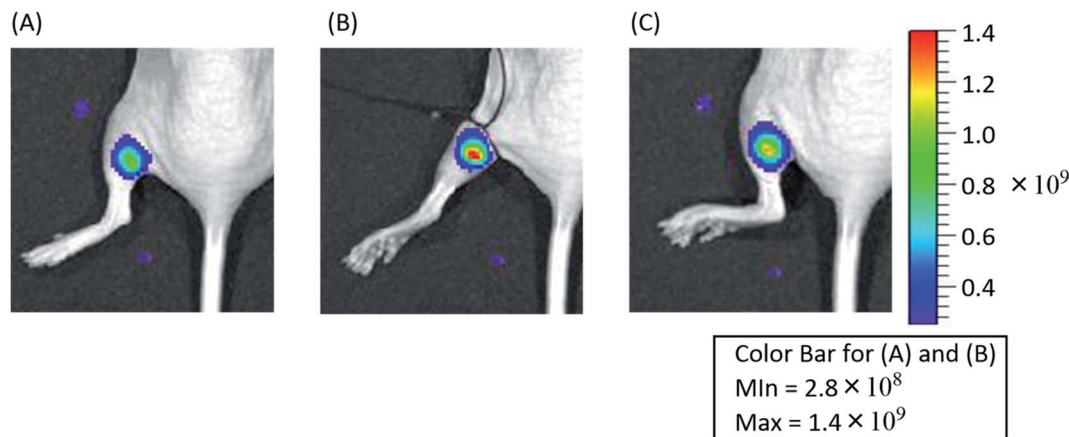 (A)
(B)
(C)
1.4
1.2
1.0
0.8
0.6
0.4
× 10⁹
Color Bar for (A) and (B)
MIn = 2.8 × 10⁸
Max = 1.4 × 10⁹